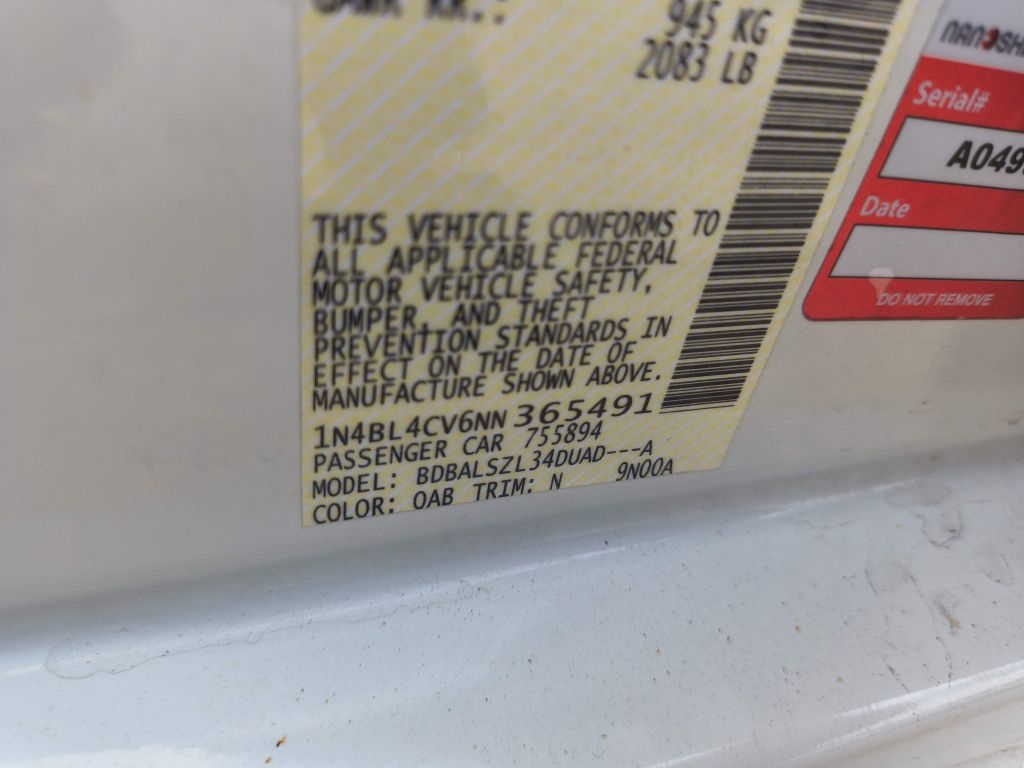 945 KG
2083 LB
THIS VEHICLE CONFORMS TO
ALL APPLICABLE FEDERAL
MOTOR VEHICLE SAFETY,
BUMPER, AND THEFT
PREVENTION STANDARDS IN
EFFECT ON THE DATE OF
MANUFACTURE SHOWN ABOVE.
1N4BL4CV6NN365491
PASSENGER CAR 755894
MODEL: BDBALSZL34DUAD---A
COLOR: QAB TRIM: N 9N00A
Serial#
Date
DO NOT REMOVE